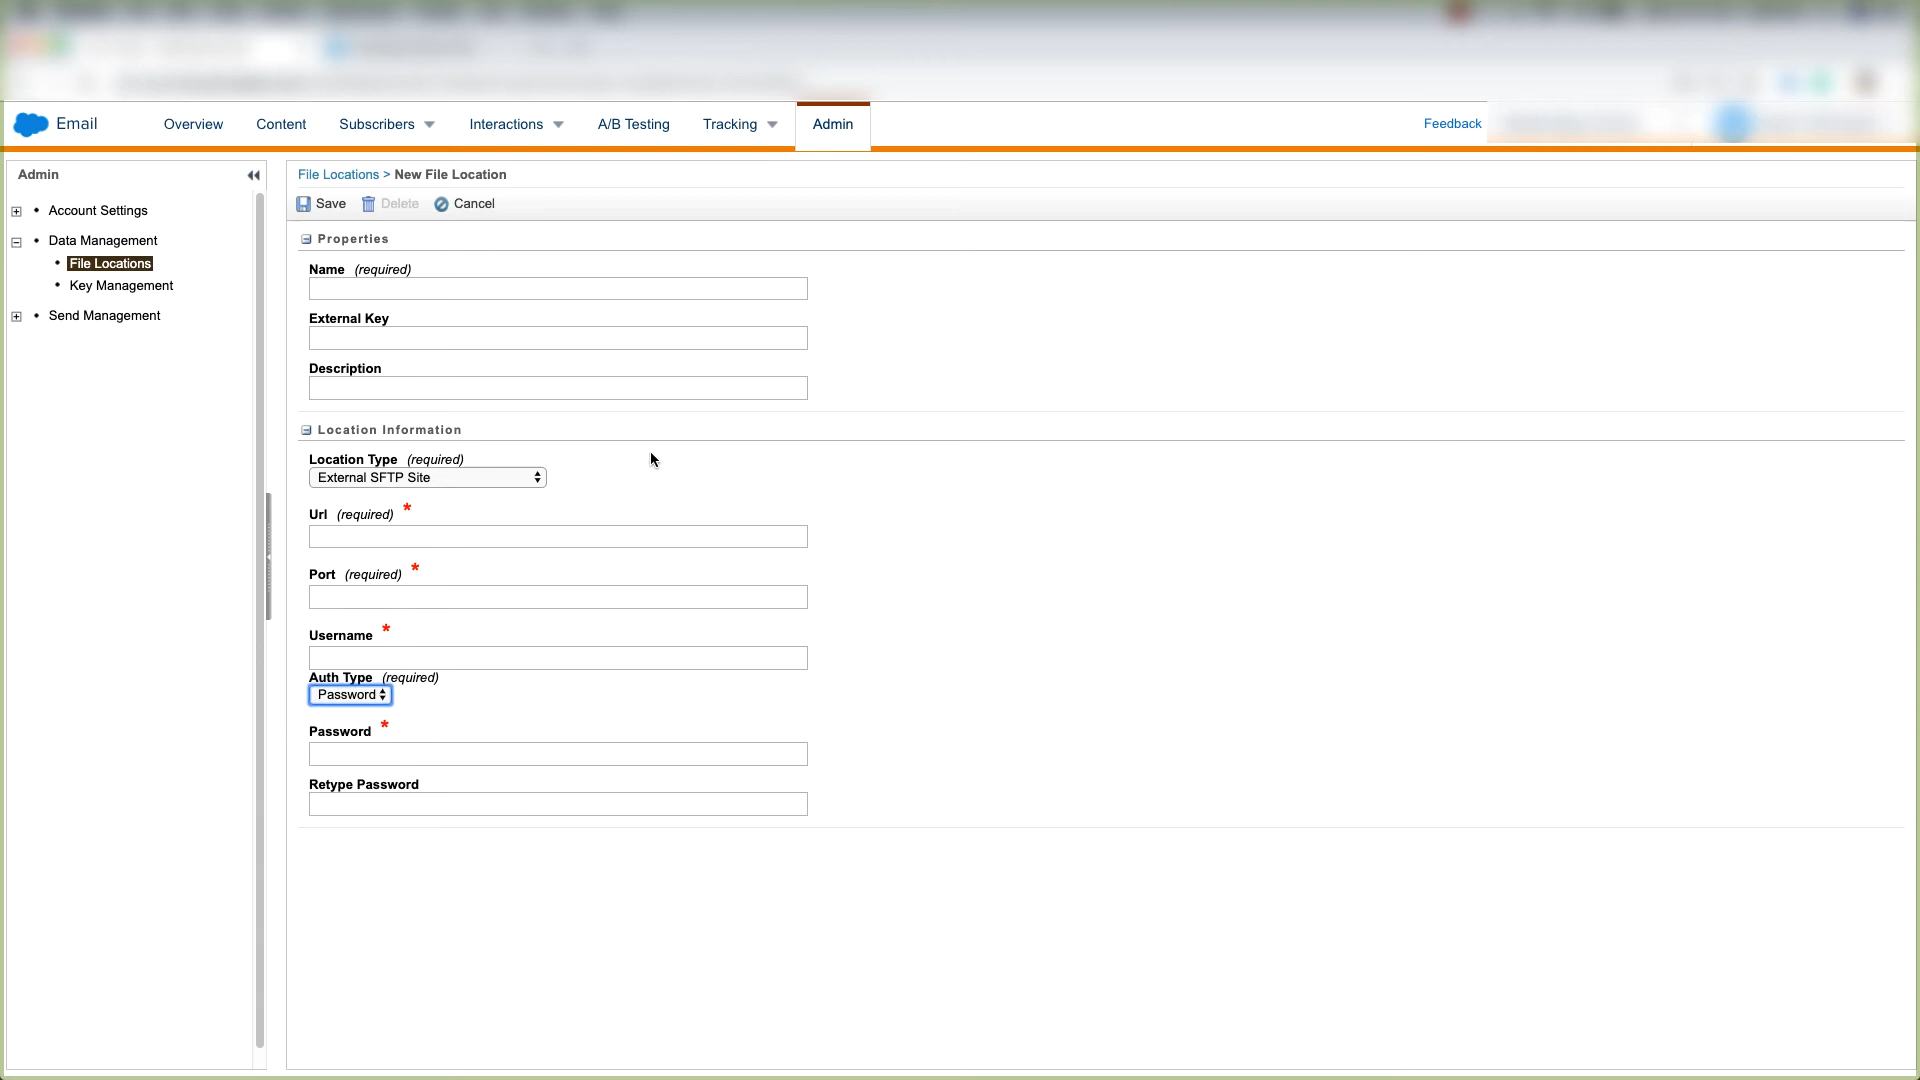 Email
Overview
Content
Subscribers
Interactions
A/B Testing
Tracking
Admin
Feedback
Admin
Account Settings
Data Management
File Locations
Key Management
Send Management
File Locations > New File Location
Save Delete Cancel
Properties
Name (required)
External Key
Description
Location Information
Location Type (required)
External SFTP Site
Url (required) *
Port (required) *
Username *
Auth Type (required)
Password
Password *
Retype Password